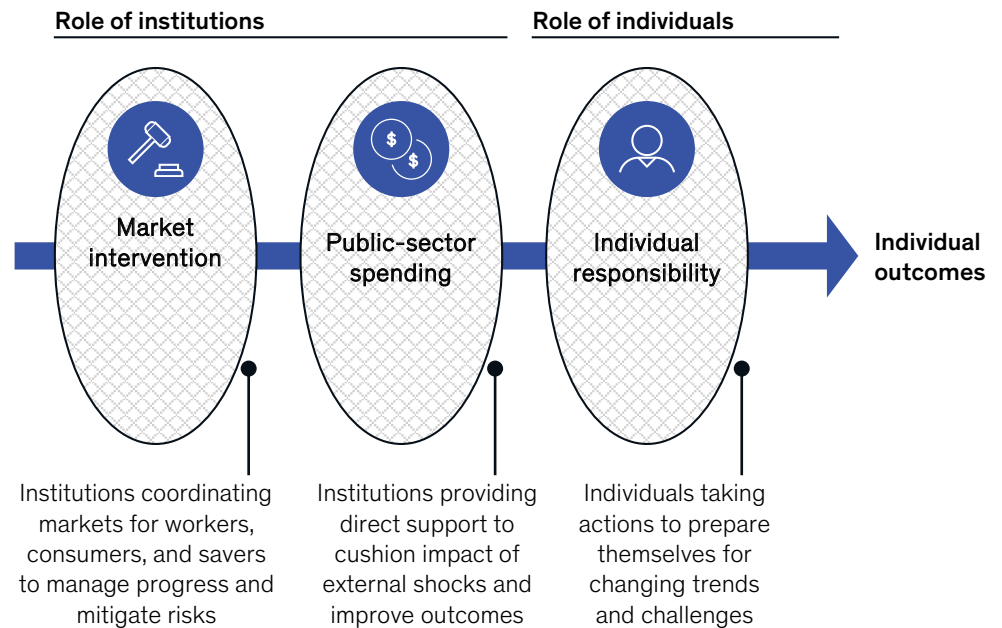 Role of institutions
Role of individuals
$
$
Market
intervention
Public-sector
spending
Individual
responsibility
Individual
outcomes
Institutions coordinating
markets for workers,
consumers, and savers
to manage progress and
mitigate risks
Institutions providing
direct support to
cushion impact of
external shocks and
improve outcomes
Individuals taking
actions to prepare
themselves for
changing trends
and challenges